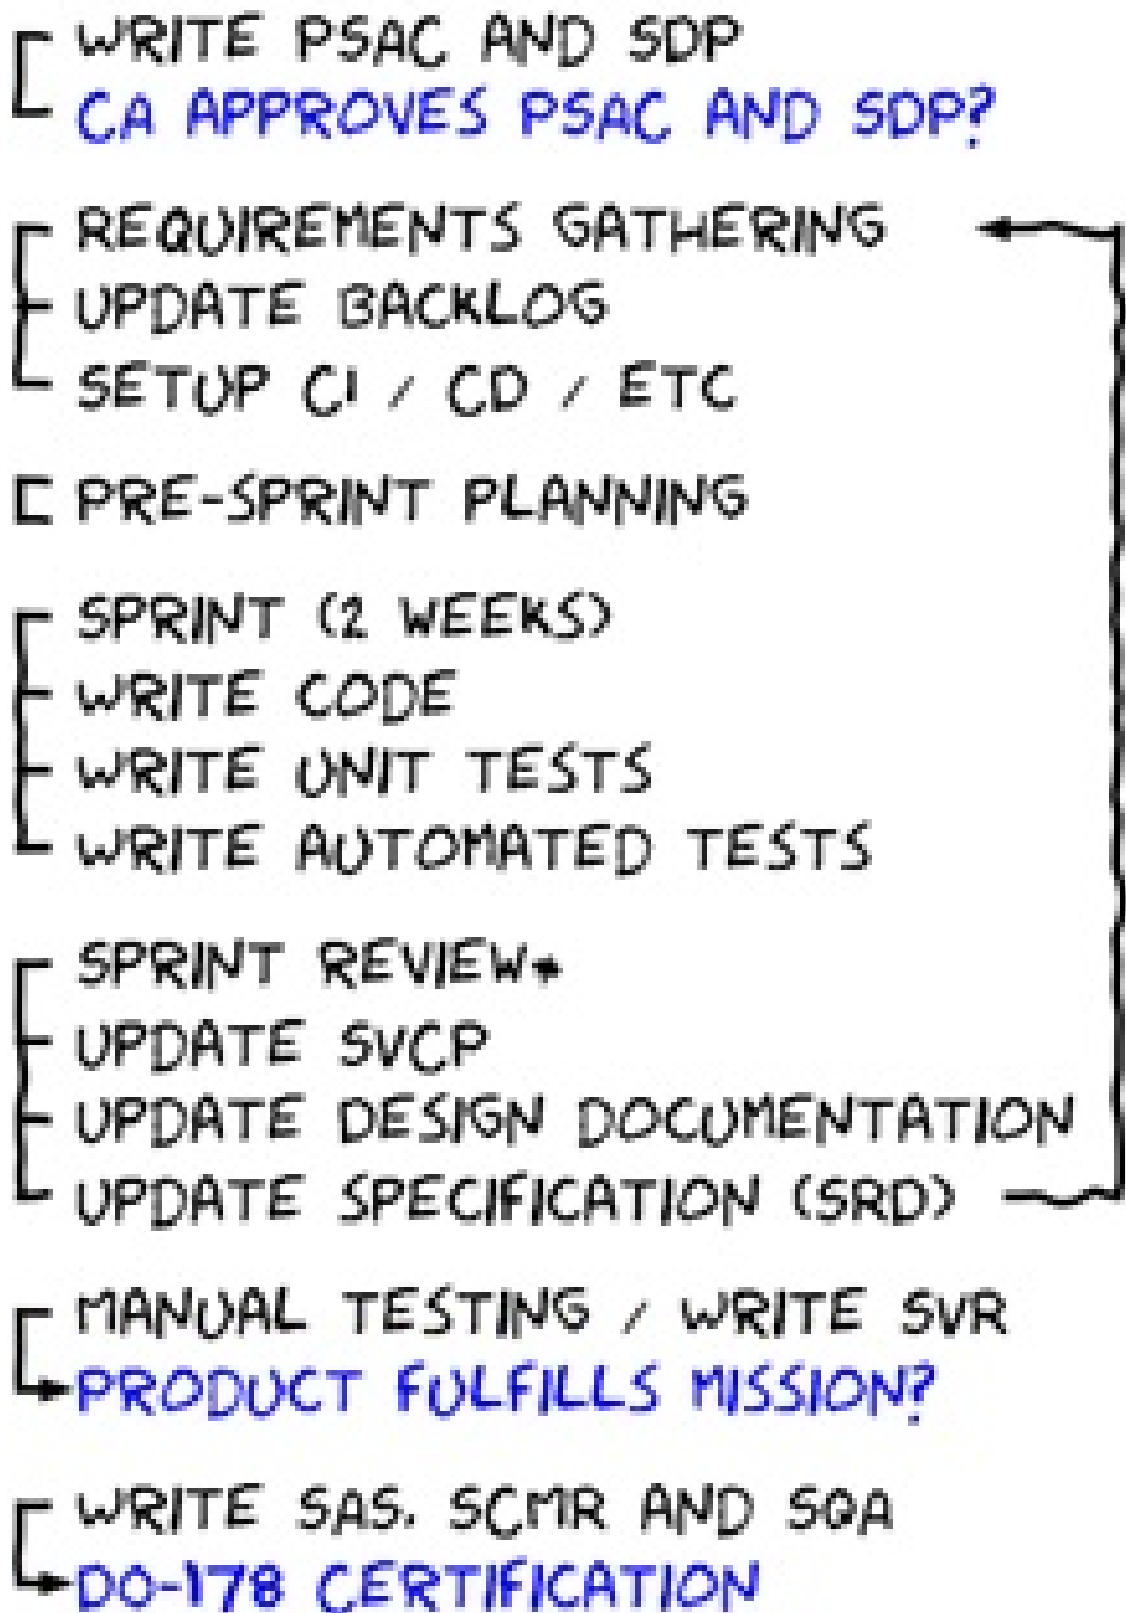 WRITE PSAC AND SDP
CA APPROVES PSAC AND SDP?
REQUIREMENTS GATHERING
UPDATE BACKLOG
SETUP CI / CD / ETC
PRE-SPRINT PLANNING
SPRINT (2 WEEKS)
WRITE CODE
WRITE UNIT TESTS
WRITE AUTOMATED TESTS
SPRINT REVIEW*
UPDATE SVCP
UPDATE DESIGN DOCUMENTATION
UPDATE SPECIFICATION (SRD)
MANUAL TESTING / WRITE SVR
PRODUCT FULFILLS MISSION?
WRITE SAS. SCMR AND SQA
DO-178 CERTIFICATION